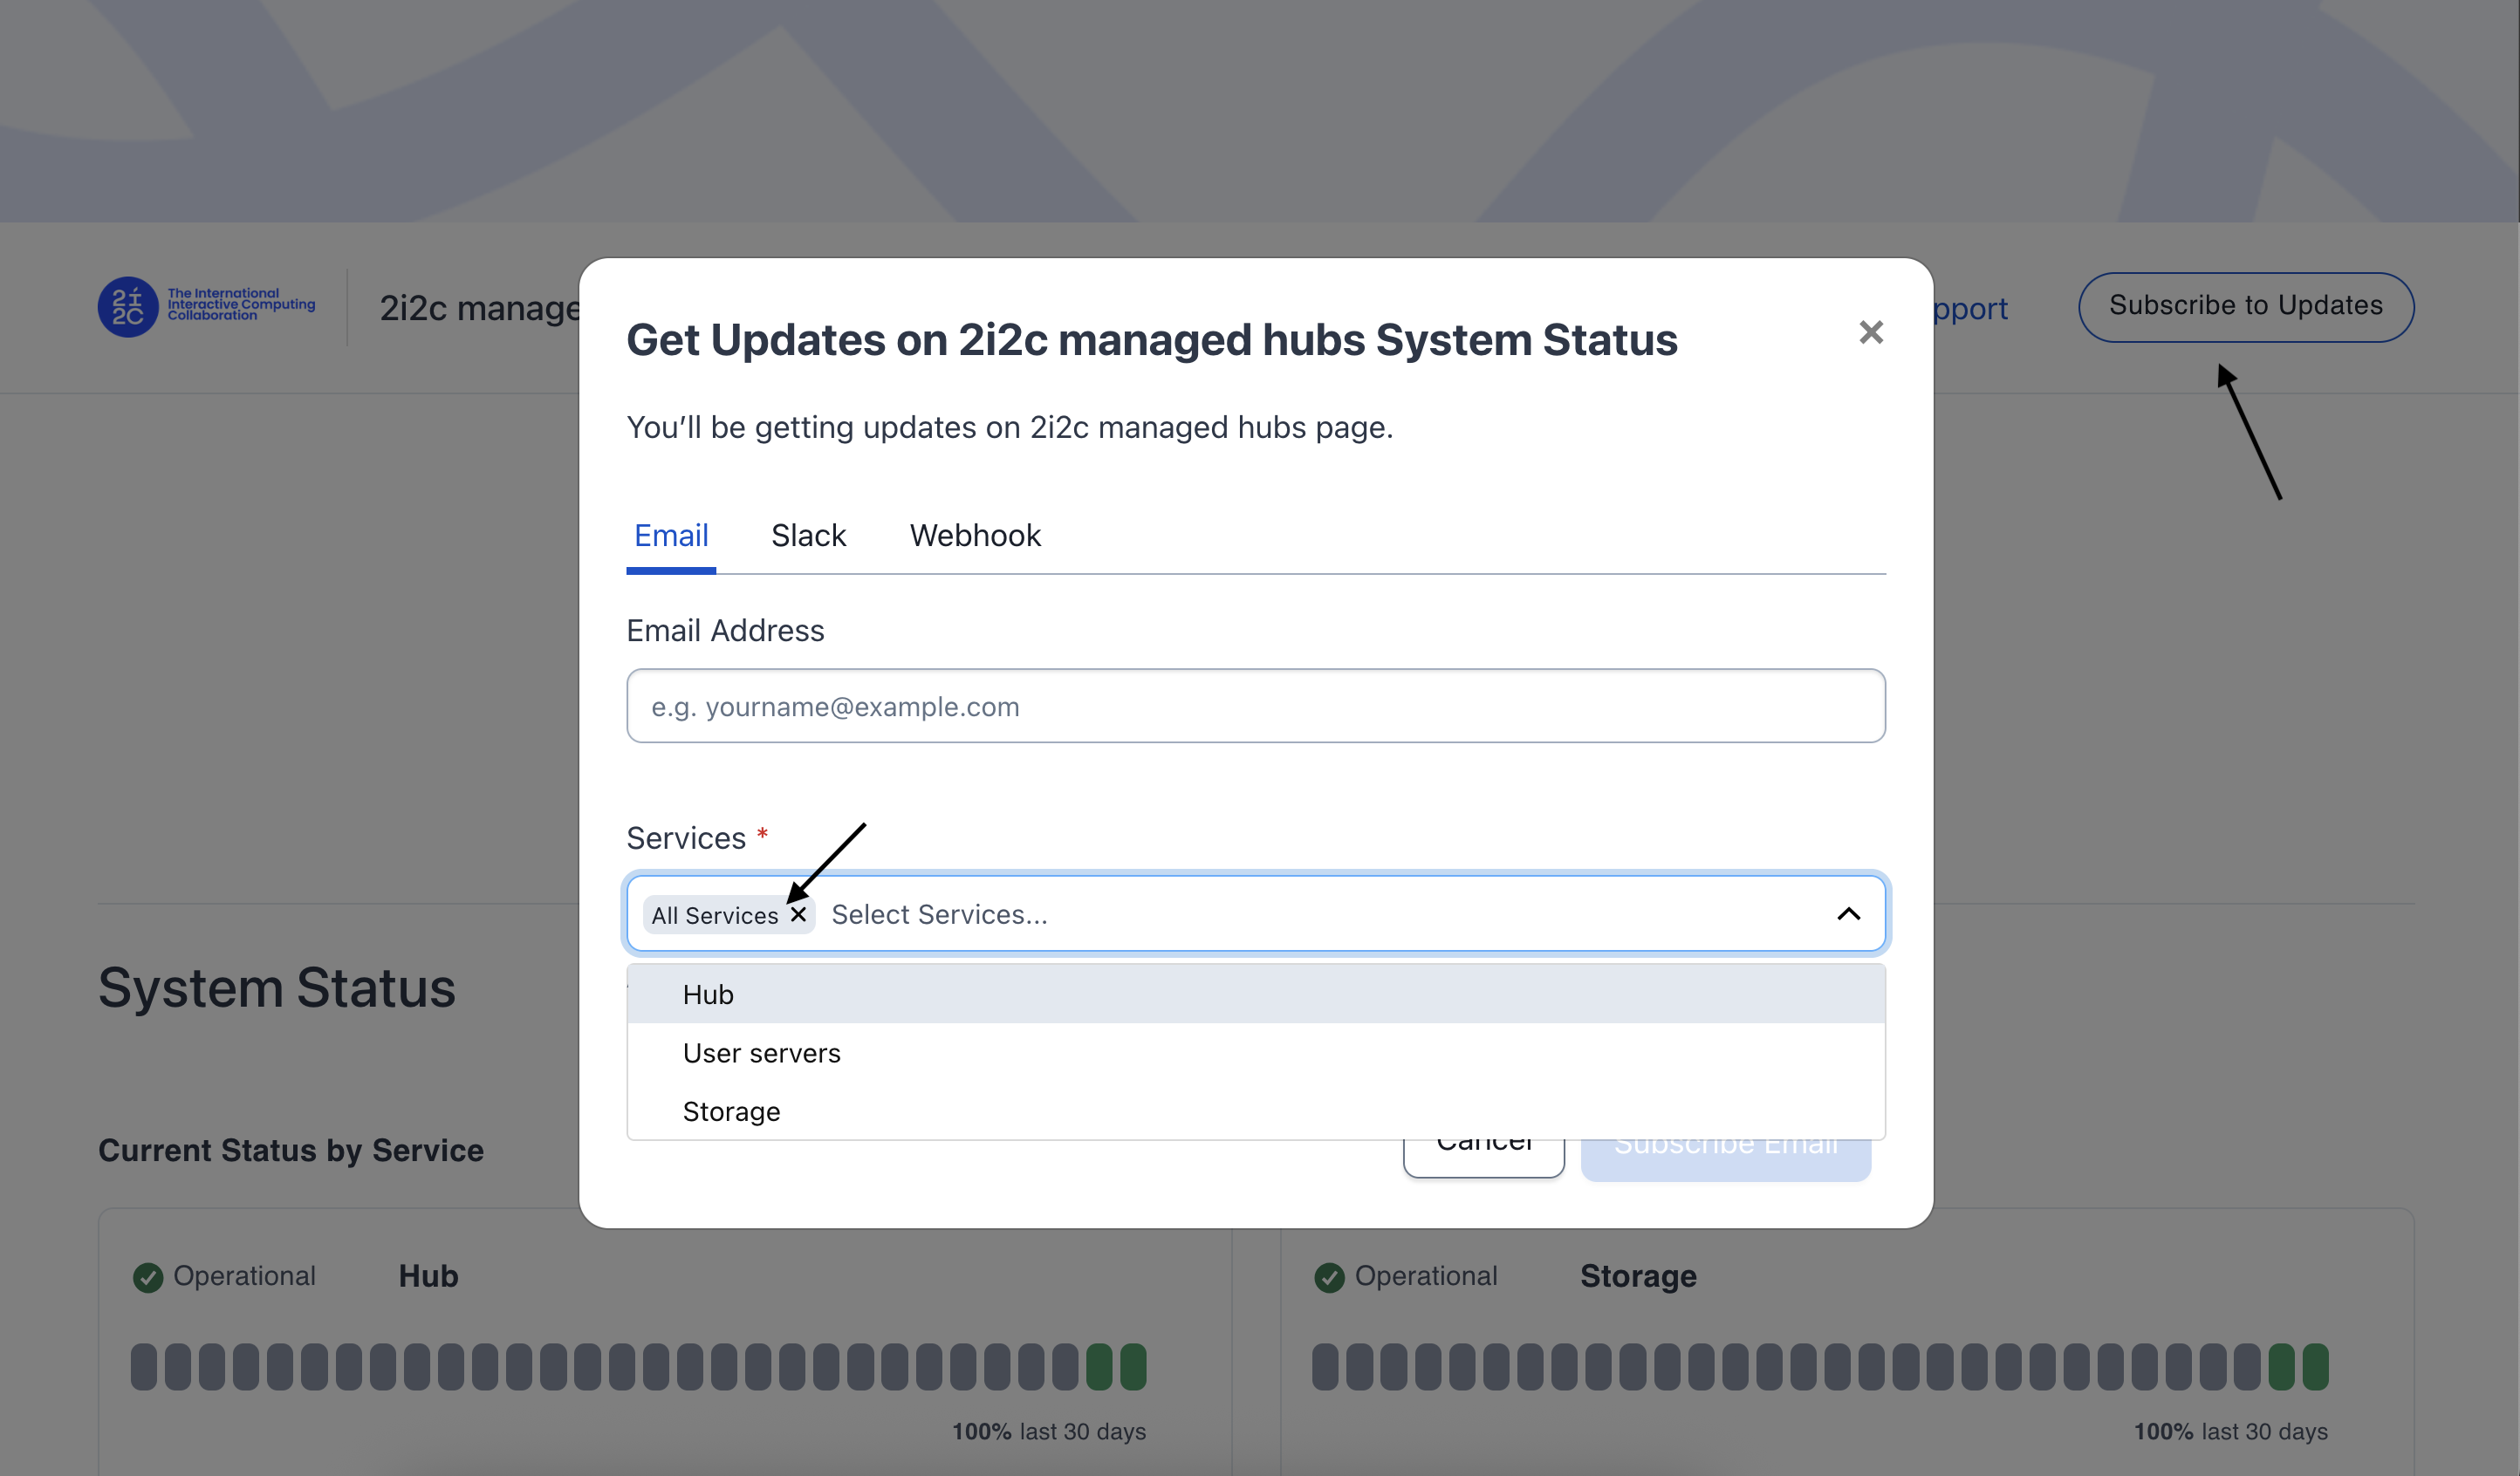 2i
2C
The International
Interactive Computing
Collaboration
2i2c manage
pport
Subscribe to Updates
Get Updates on 2i2c managed hubs System Status
You’ll be getting updates on 2i2c managed hubs page.
Email
Slack
Webhook
Email Address
e.g. yourname@example.com
Services *
All Services
Select Services...
Hub
User servers
Storage
Cancel
Subscribe Email
System Status
Current Status by Service
Operational
Hub
100% last 30 days
Operational
Storage
100% last 30 days